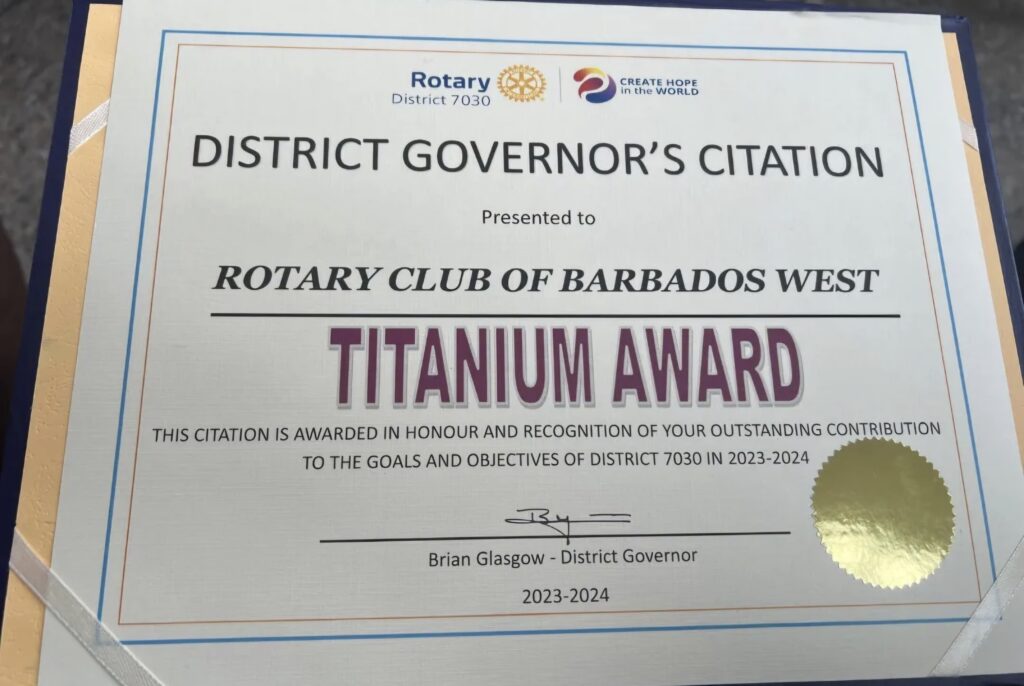 Rotary
District 7030
CREATE HOPE
in the WORLD
DISTRICT GOVERNOR'S CITATION
Presented to
ROTARY CLUB OF BARBADOS WEST
TITANIUM AWARD
THIS CITATION IS AWARDED IN HONOUR AND RECOGNITION OF YOUR OUTSTANDING CONTRIBUTION
TO THE GOALS AND OBJECTIVES OF DISTRICT 7030 IN 2023-2024
Brian Glasgow - District Governor
2023-2024